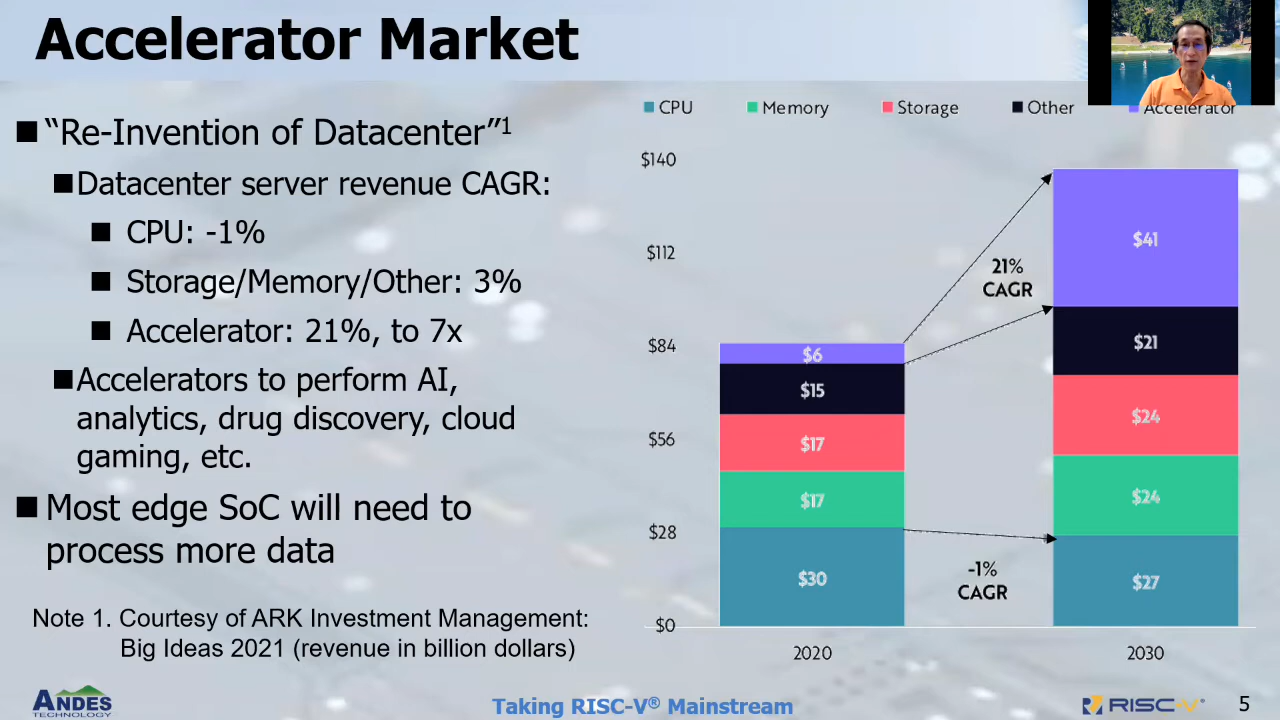 Accelerator Market
■ “Re-Invention of Datacenter”1
■Datacenter server revenue CAGR:
■ CPU: -1%
■ Storage/Memory/Other: 3%
■ Accelerator: 21%, to 7x
■Accelerators to perform AI,
analytics, drug discovery, cloud
gaming, etc.
■ Most edge SoC will need to
process more data
Note 1. Courtesy of ARK Investment Management:
Big Ideas 2021 (revenue in billion dollars)
CPU Memory Storage Other Accelerator
$140
$112
$84
$56
$28
$0
$6
$15
$17
$17
$30
21%
CAGR
-1%
CAGR
$41
$21
$24
$24
$27
2020 2030
ANDES
TECHNOLOGY
Taking RISC-V® Mainstream
RISC-V®
5